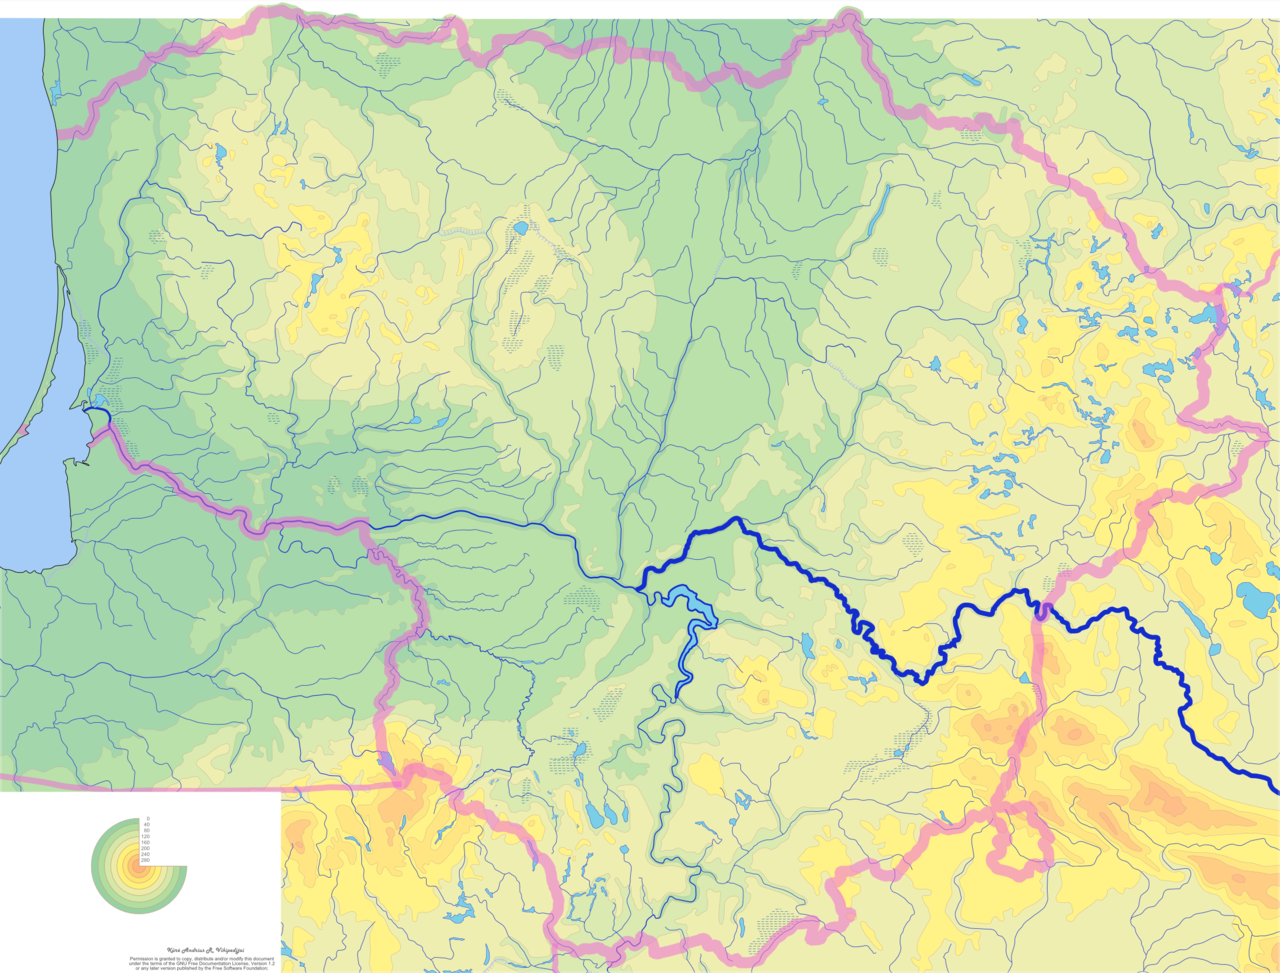 0
40
80
120
160
200
240
280
Kūrė Andrius R, Vikipedijai
Permission is granted to copy, distribute and/or modify this document
under the terms of the GNU Free Documentation License, Version 1.2
or any later version published by the Free Software Foundation;